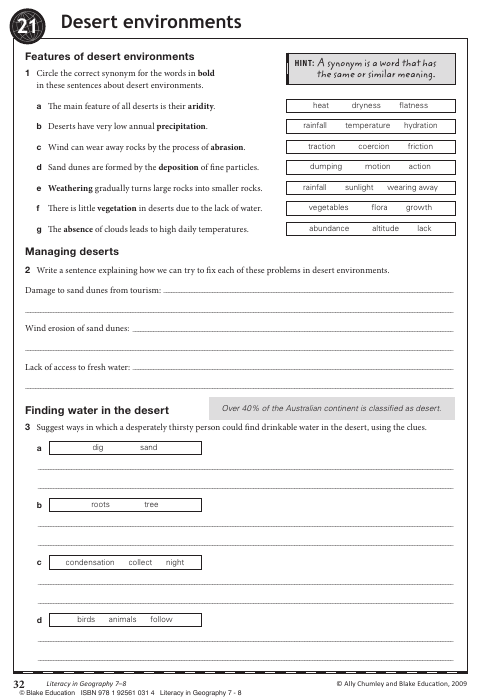 21 Desert environments
Features of desert environments
HINT: A synonym is a word that has
the same or similar meaning.
1 Circle the correct synonym for the words in bold
in these sentences about desert environments.
a The main feature of all deserts is their aridity. heat dryness flatness
b Deserts have very low annual precipitation. rainfall temperature hydration
c Wind can wear away rocks by the process of abrasion. traction coercion friction
d Sand dunes are formed by the deposition of fine particles. dumping motion action
e Weathering gradually turns large rocks into smaller rocks. rainfall sunlight wearing away
f There is little vegetation in deserts due to the lack of water. vegetables flora growth
g The absence of clouds leads to high daily temperatures. abundance altitude lack
Managing deserts
2 Write a sentence explaining how we can try to fix each of these problems in desert environments.
Damage to sand dunes from tourism:
Wind erosion of sand dunes:
Lack of access to fresh water:
Finding water in the desert
Over 40% of the Australian continent is classified as desert.
3 Suggest ways in which a desperately thirsty person could find drinkable water in the desert, using the clues.
a dig sand
b roots tree
c condensation collect night
d birds animals follow
32 Literacy in Geography 7–8 © Ally Chumley and Blake Education, 2009
© Blake Education ISBN 978 1 92561 031 4 Literacy in Geography 7 - 8